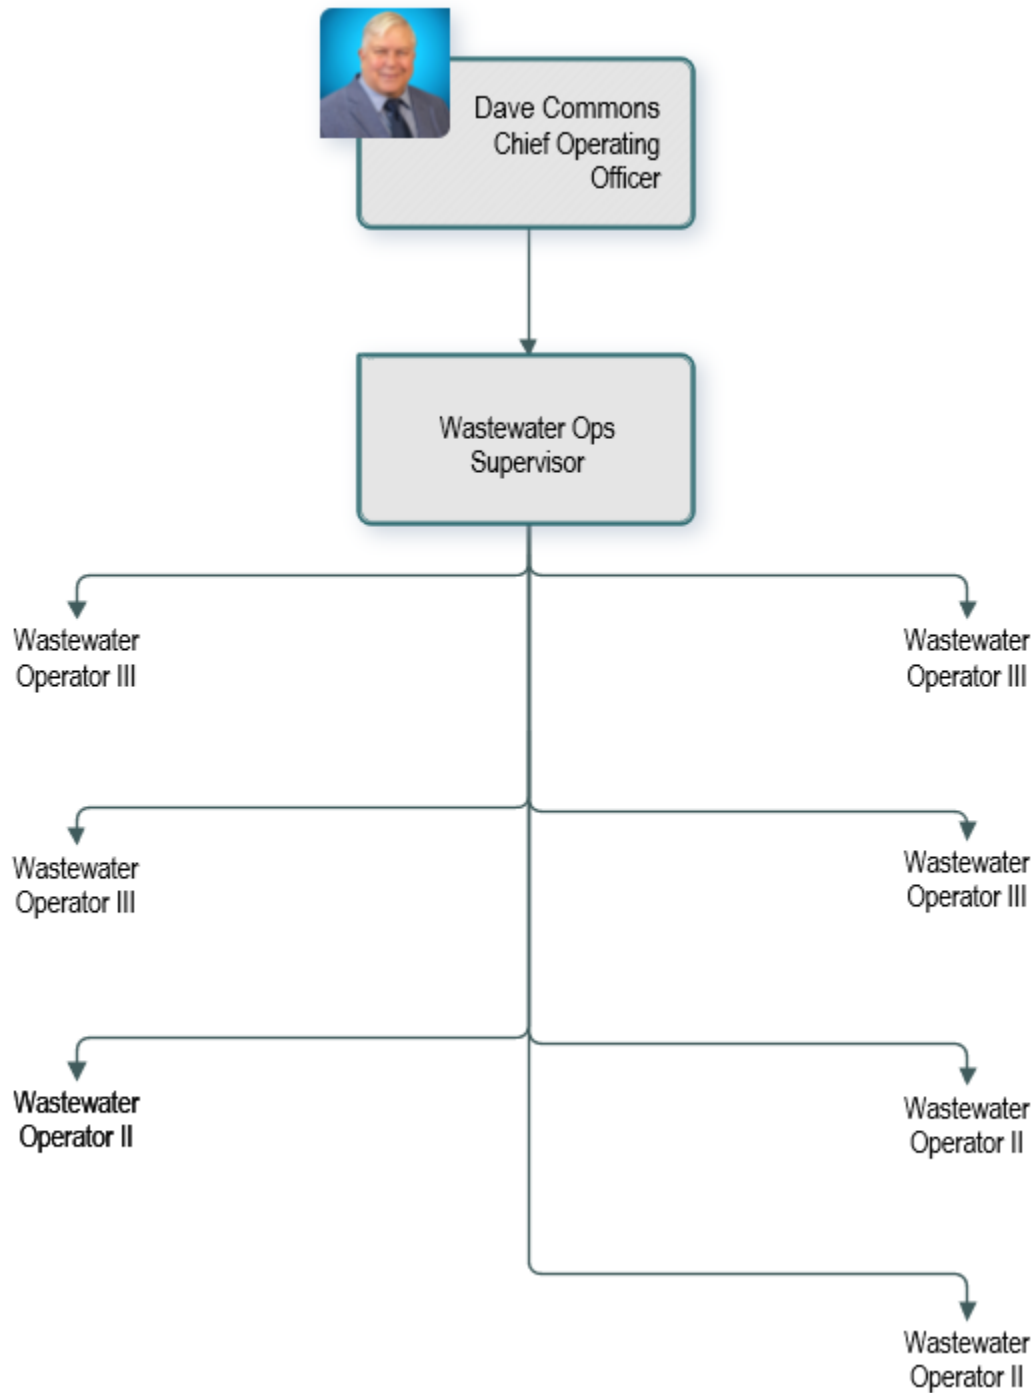 Dave Commons
Chief Operating
Officer
Wastewater Ops
Supervisor
Wastewater
Operator III
Wastewater
Operator III
Wastewater
Operator III
Wastewater
Operator III
Wastewater
Operator II
Wastewater
Operator II
Wastewater
Operator II